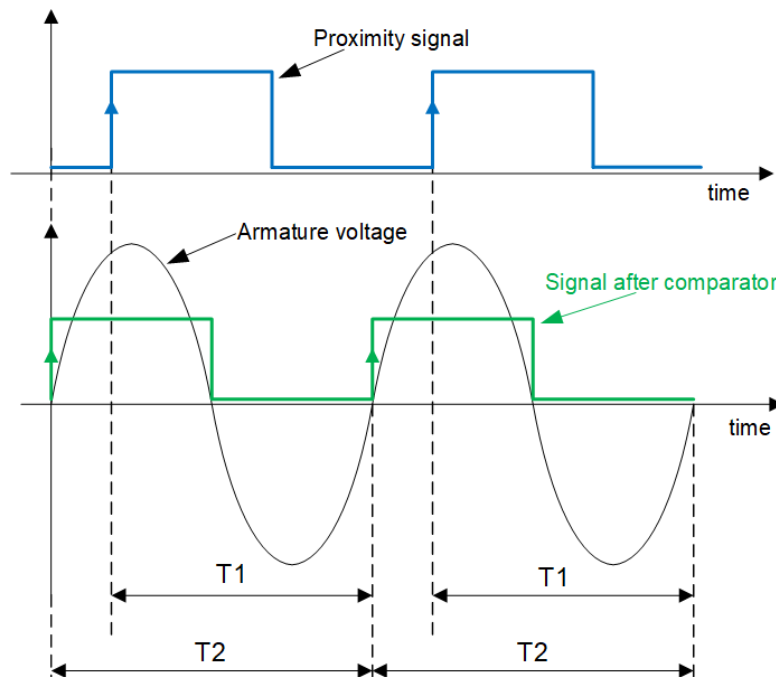 Proximity signal
time
Armature voltage
Signal after comparator
time
T1
T1
T2
T2